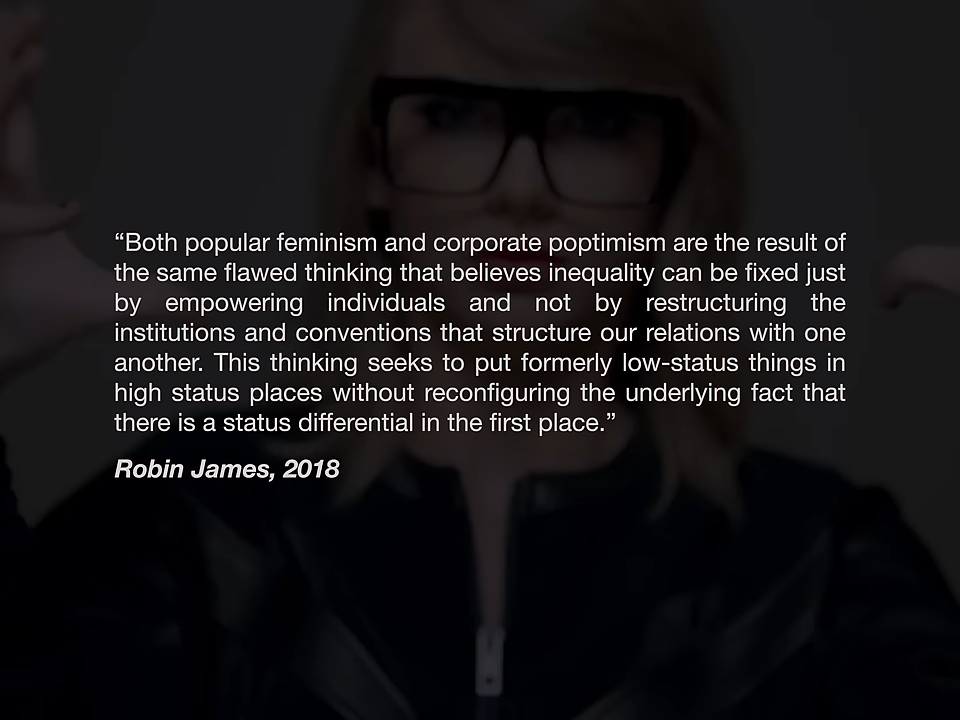 “Both popular feminism and corporate poptimism are the result of
the same flawed thinking that believes inequality can be fixed just
by empowering individuals and not by restructuring the
institutions and conventions that structure our relations with one
another. This thinking seeks to put formerly low-status things in
high status places without reconfiguring the underlying fact that
there is a status differential in the first place.”
Robin James, 2018